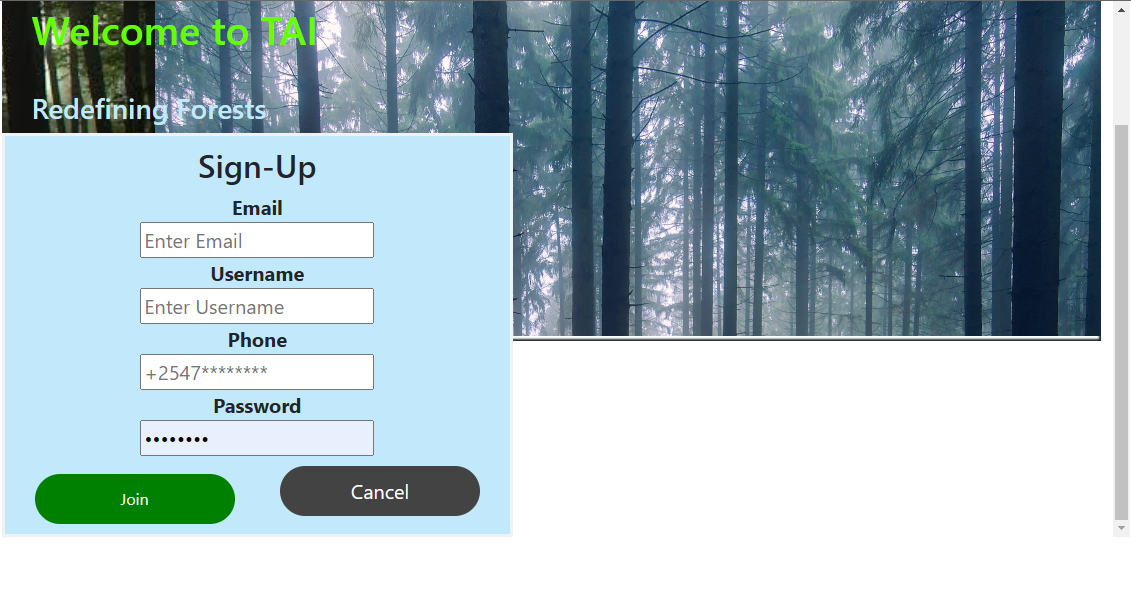 Welcome to TAI
Redefining Forests
Sign-Up
Email
Enter Email
Username
Enter Username
Phone
+2547********
Password
••••••••
Join
Cancel